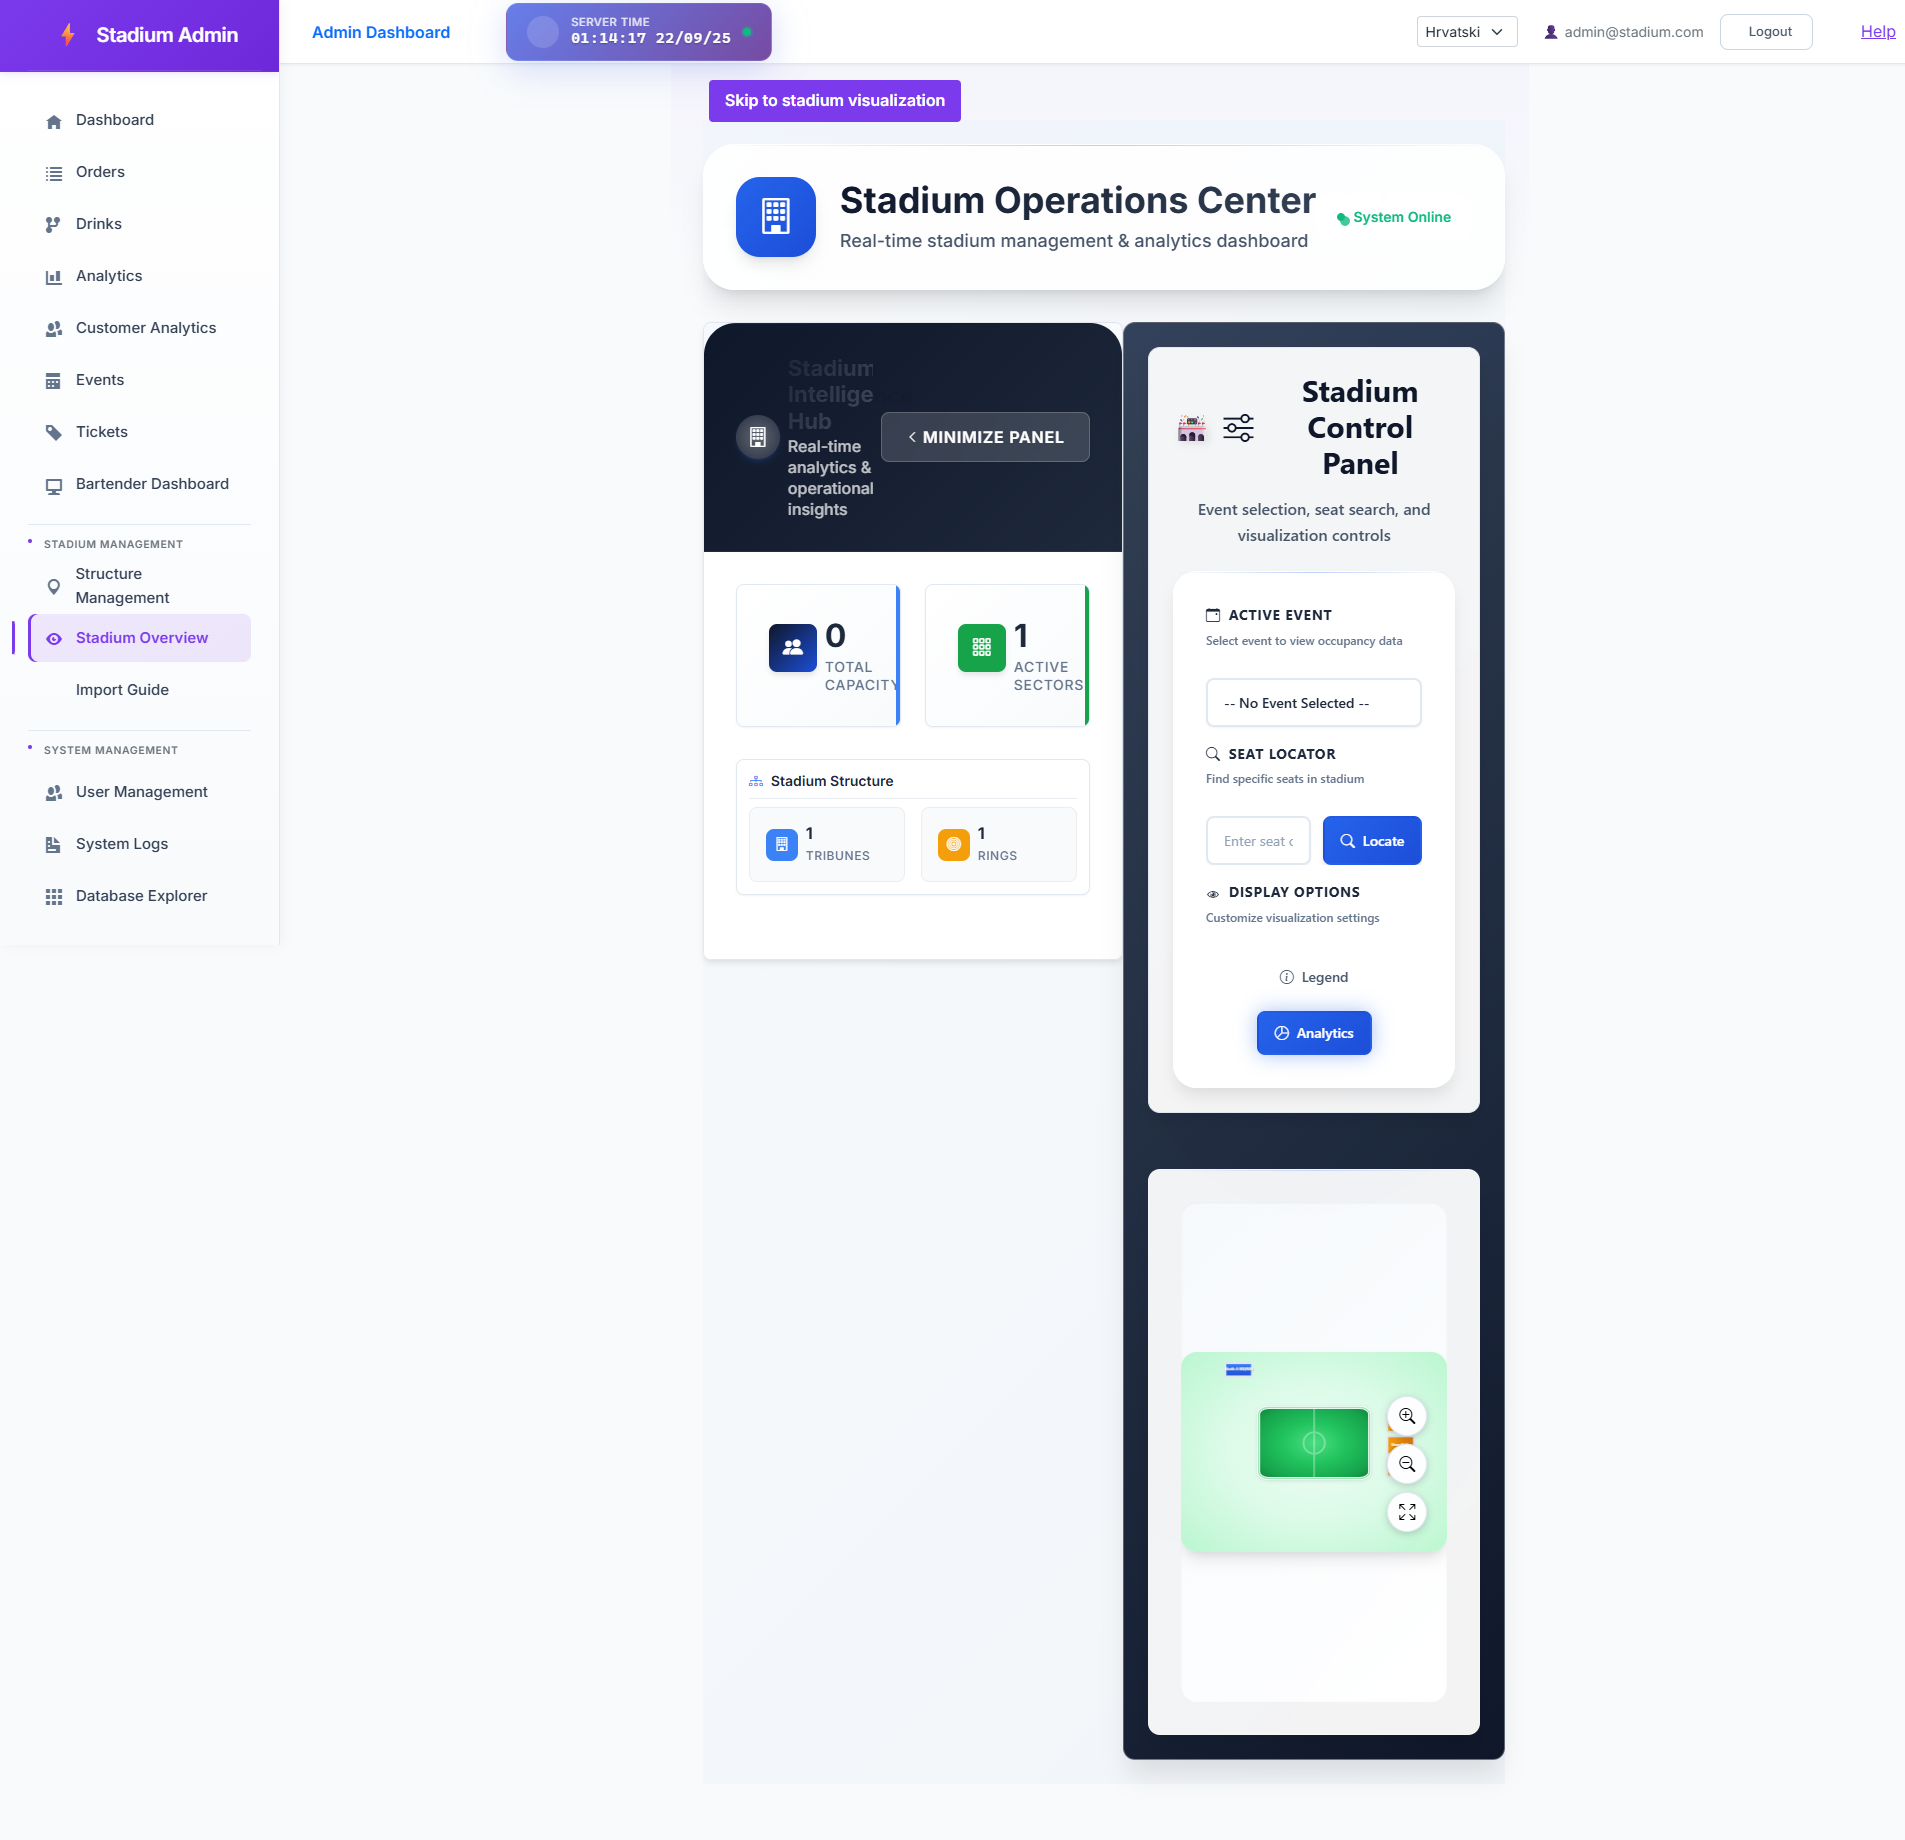 Stadium Admin
Admin Dashboard
SERVER TIME
01:14:17 22/09/25
Hrvatski
admin@stadium.com
Logout
Help
Dashboard
Orders
Drinks
Analytics
Customer Analytics
Events
Tickets
Bartender Dashboard
STADIUM MANAGEMENT
Structure
Management
Stadium Overview
Import Guide
SYSTEM MANAGEMENT
User Management
System Logs
Database Explorer
Skip to stadium visualization
Stadium Operations Center
Real-time stadium management & analytics dashboard
System Online
Stadium
Intellige
Hub
Real-time
analytics &
operational
insights
MINIMIZE PANEL
0
TOTAL
CAPACITY
1
ACTIVE
SECTORS
Stadium Structure
1
TRIBUNES
1
RINGS
Stadium
Control
Panel
Event selection, seat search, and
visualization controls
ACTIVE EVENT
Select event to view occupancy data
-- No Event Selected --
SEAT LOCATOR
Find specific seats in stadium
Enter seat c
Locate
DISPLAY OPTIONS
Customize visualization settings
Legend
Analytics